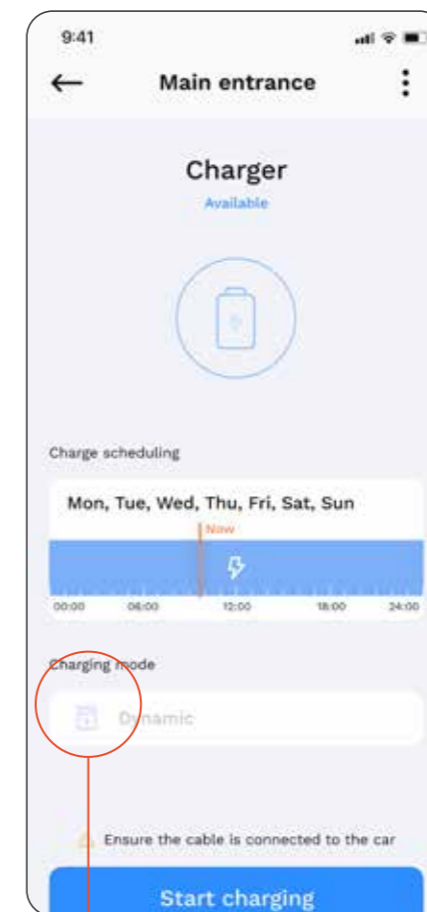 9:41
Main entrance
Charger
Available
Charge scheduling
Mon, Tue, Wed, Thu, Fri, Sat, Sun
Now
00:00 06:00 12:00 18:00 24:00
Charging mode
Dynamic
Ensure the cable is connected to the car
Start charging